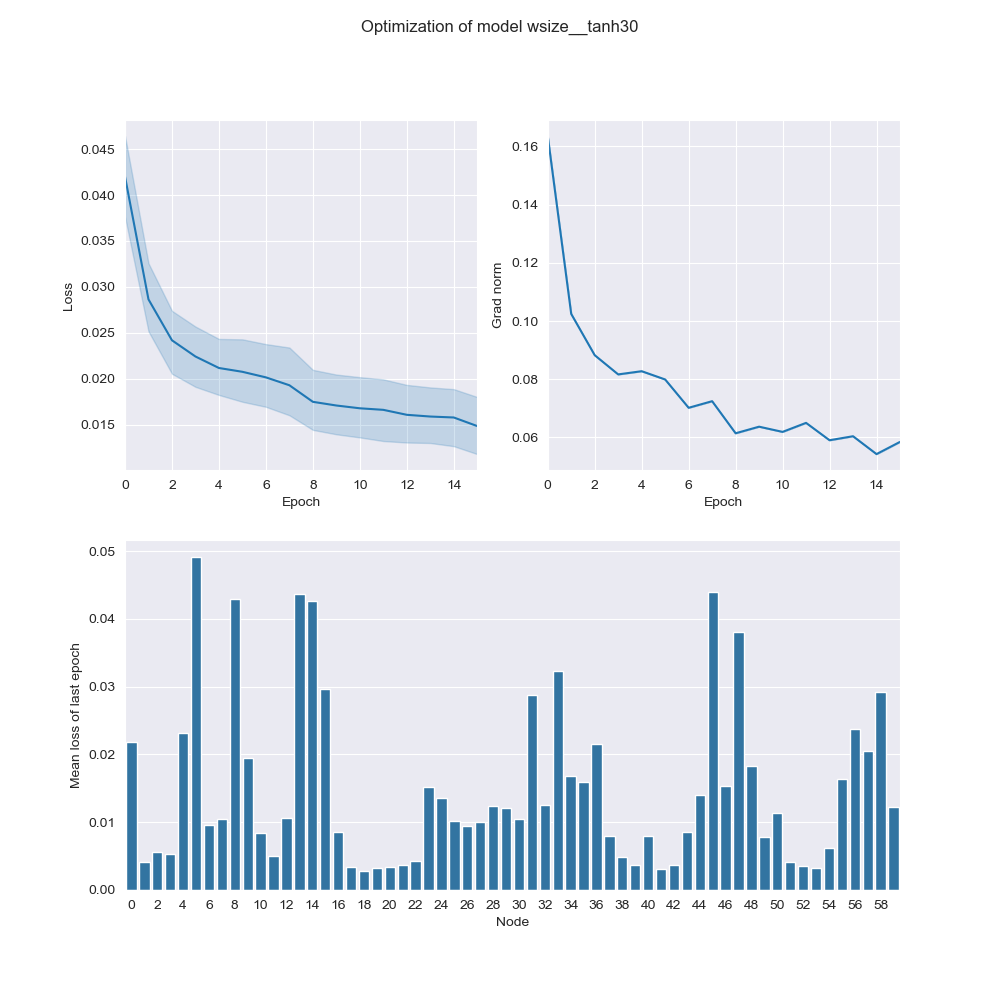 Optimization of model wsize__tanh30
0.045
0.040
0.035
0.030
0.025
0.020
0.015
Loss
0 2 4 6 8 10 12 14
Epoch
0.16
0.14
0.12
0.10
0.08
0.06
Grad norm
0 2 4 6 8 10 12 14
Epoch
0.05
0.04
0.03
0.02
0.01
0.00
Mean loss of last epoch
0 2 4 6 8 10 12 14 16 18 20 22 24 26 28 30 32 34 36 38 40 42 44 46 48 50 52 54 56 58
Node